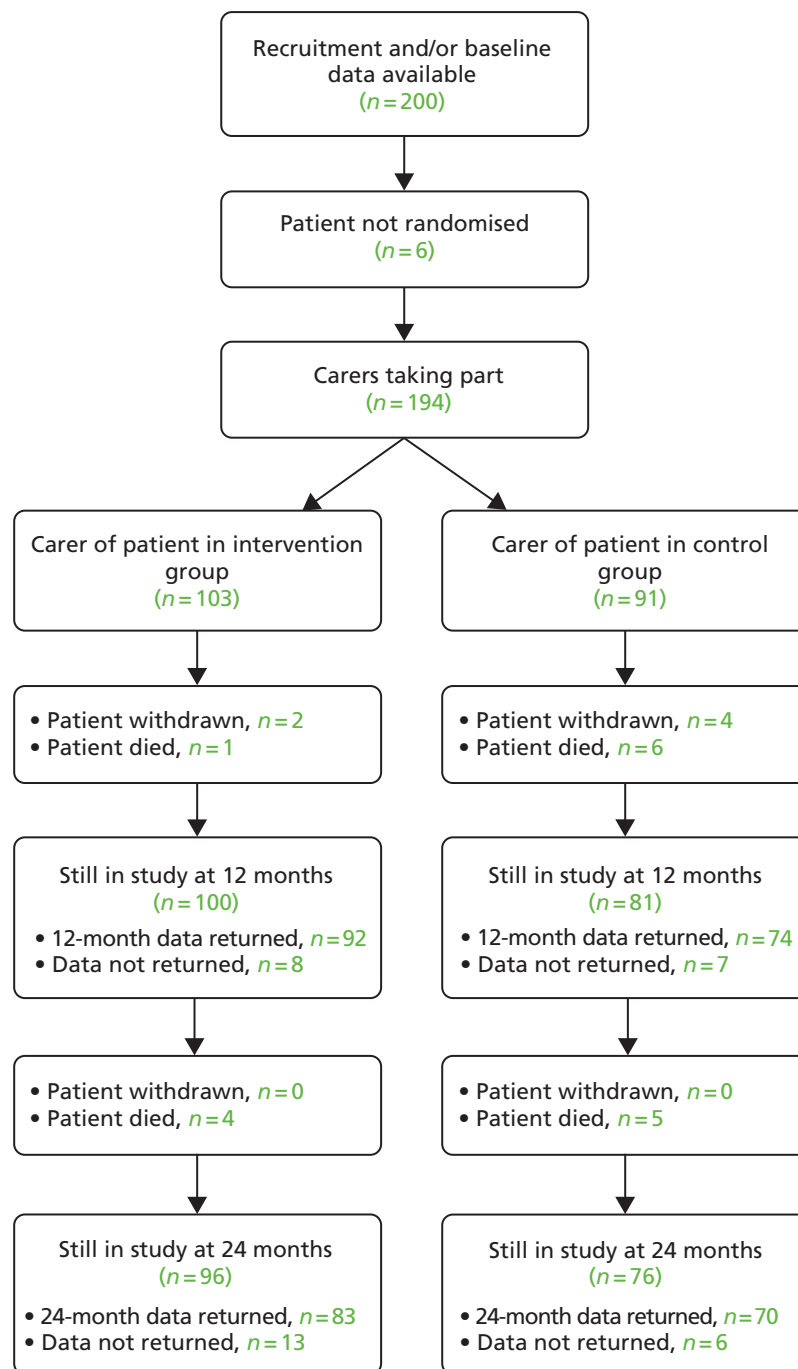 Recruitment and/or baseline
data available
(n=200)
Patient not randomised
(n=6)
Carers taking part
(n=194)
Carer of patient in intervention
group
(n=103)
Carer of patient in control
group
(n=91)
• Patient withdrawn, n=2
• Patient died, n=1
• Patient withdrawn, n=4
• Patient died, n=6
Still in study at 12 months
(n=100)
• 12-month data returned, n=92
• Data not returned, n=8
Still in study at 12 months
(n=81)
• 12-month data returned, n=74
• Data not returned, n=7
• Patient withdrawn, n=0
• Patient died, n=4
• Patient withdrawn, n=0
• Patient died, n=5
Still in study at 24 months
(n=96)
• 24-month data returned, n=83
• Data not returned, n=13
Still in study at 24 months
(n=76)
• 24-month data returned, n=70
• Data not returned, n=6